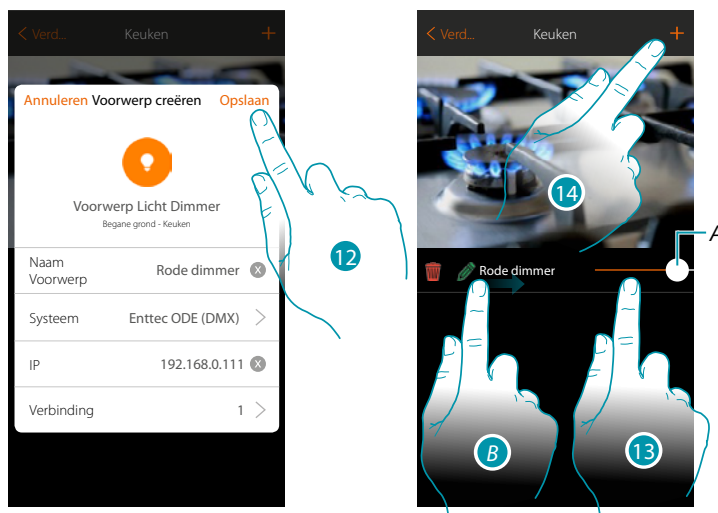 < Verd... Keuken +
Annuleren Voorwerp creëren Opslaan
Voorwerp Licht Dimmer
Begane grond - Keuken
Naam Voorwerp Rode dimmer
Systeem Enttec ODE (DMX) >
IP 192.168.0.111
Verbinding 1 >
12
< Verd... Keuken +
14
A
Rode dimmer
B
13